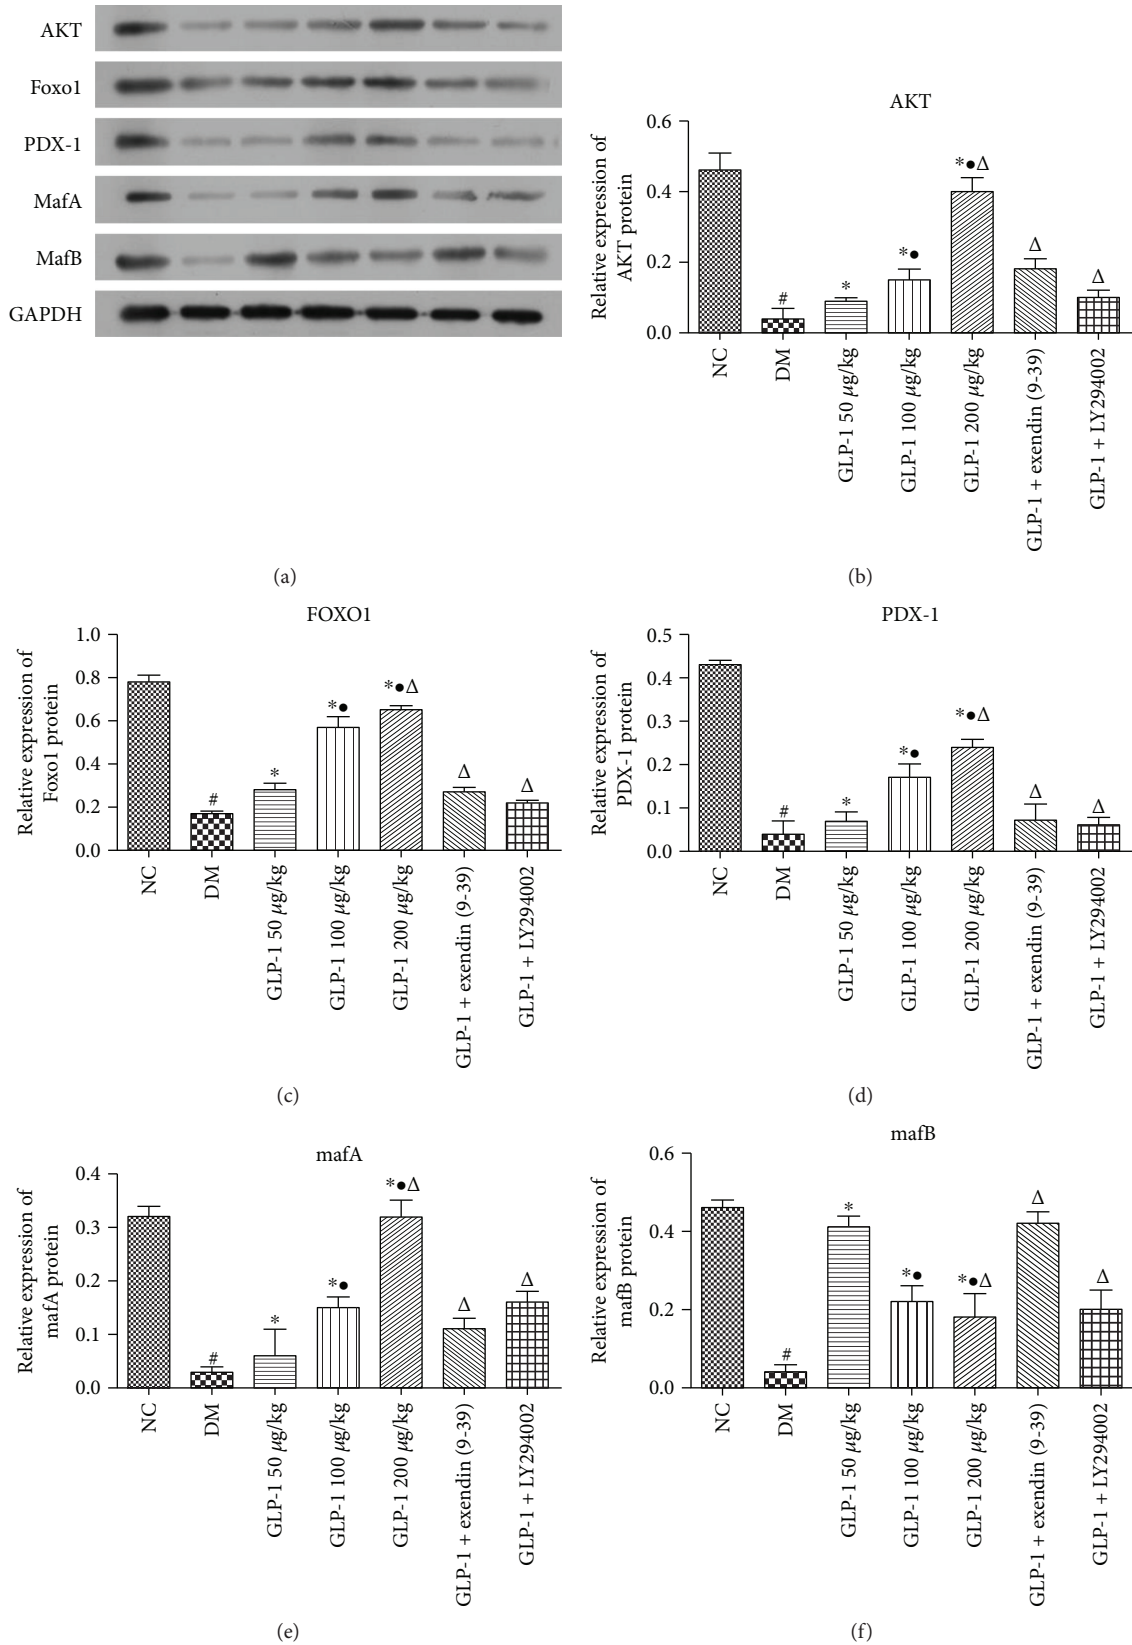 AKT
Foxo1
PDX-1
MafA
MafB
GAPDH
(a)
AKT
Relative expression of
AKT protein
0.6
0.4
0.2
0.0
*●Δ
*●
*
#
Δ
Δ
NC
DM
GLP-1 50 µg/kg
GLP-1 100 µg/kg
GLP-1 200 µg/kg
GLP-1 + exendin (9-39)
GLP-1 + LY294002
(b)
FOXO1
Relative expression of
Foxo1 protein
1.0
0.8
0.6
0.4
0.2
0.0
#
*
*●
*●Δ
Δ
Δ
NC
DM
GLP-1 50 µg/kg
GLP-1 100 µg/kg
GLP-1 200 µg/kg
GLP-1 + exendin (9-39)
GLP-1 + LY294002
(c)
PDX-1
Relative expression of
PDX-1 protein
0.5
0.4
0.3
0.2
0.1
0.0
#
*
*●
*●Δ
Δ
Δ
NC
DM
GLP-1 50 µg/kg
GLP-1 100 µg/kg
GLP-1 200 µg/kg
GLP-1 + exendin (9-39)
GLP-1 + LY294002
(d)
mafA
Relative expression of
mafA protein
0.4
0.3
0.2
0.1
0.0
#
*
*●
*●Δ
Δ
Δ
NC
DM
GLP-1 50 µg/kg
GLP-1 100 µg/kg
GLP-1 200 µg/kg
GLP-1 + exendin (9-39)
GLP-1 + LY294002
(e)
mafB
Relative expression of
mafB protein
0.6
0.4
0.2
0.0
#
*
*●
*●Δ
Δ
Δ
NC
DM
GLP-1 50 µg/kg
GLP-1 100 µg/kg
GLP-1 200 µg/kg
GLP-1 + exendin (9-39)
GLP-1 + LY294002
(f)